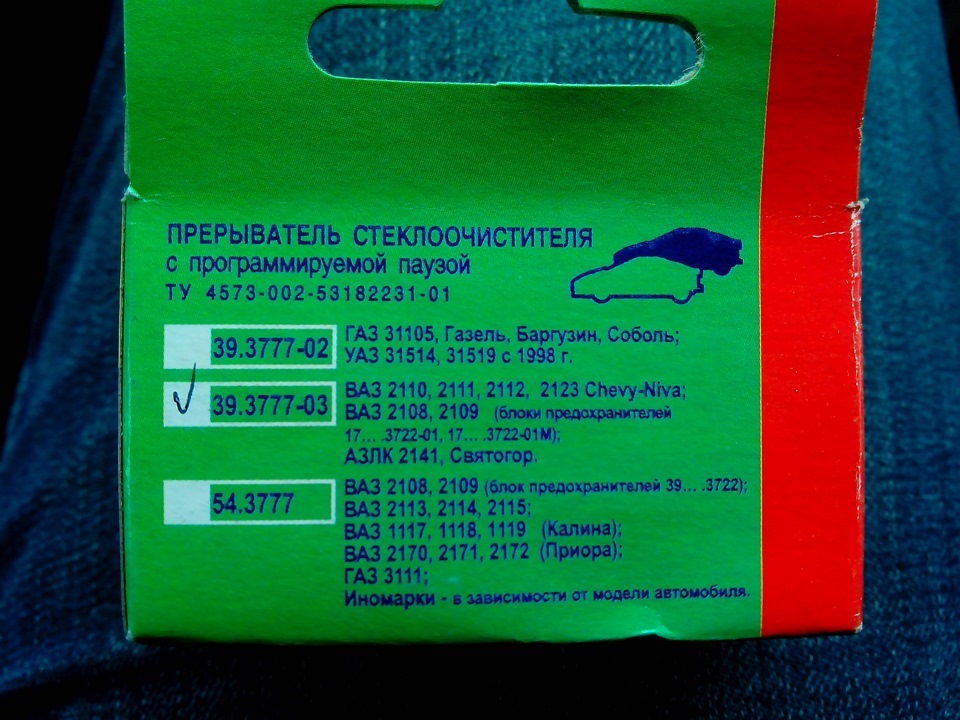 ПРЕРЫВАТЕЛЬ СТЕКЛООЧИСТИТЕЛЯ
с программируемой паузой
ТУ 4573-002-53182231-01
39.3777-02
ГАЗ 31105, Газель, Баргузин, Соболь;
УАЗ 31514, 31519 с 1998 г.
39.3777-03
ВАЗ 2110, 2111, 2112, 2123 Chevy-Niva;
ВАЗ 2108, 2109 (блоки предохранителей
17... .3722-01, 17... .3722-01М);
АЗЛК 2141, Святогор.
54.3777
ВАЗ 2108, 2109 (блок предохранителей 39... .3722);
ВАЗ 2113, 2114, 2115;
ВАЗ 1117, 1118, 1119 (Калина);
ВАЗ 2170, 2171, 2172 (Приора);
ГАЗ 3111;
Иномарки - в зависимости от модели автомобиля.